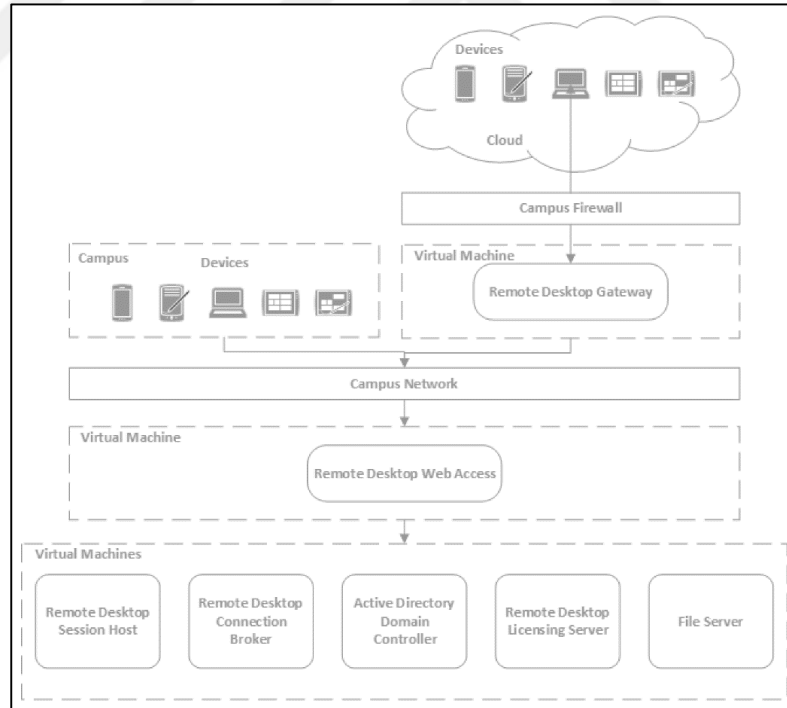 Devices
Cloud
Campus Firewall
Campus
Devices
Virtual Machine
Remote Desktop Gateway
Campus Network
Virtual Machine
Remote Desktop Web Access
Virtual Machines
Remote Desktop
Session Host
Remote Desktop
Connection
Broker
Active Directory
Domain
Controller
Remote Desktop
Licensing Server
File Server